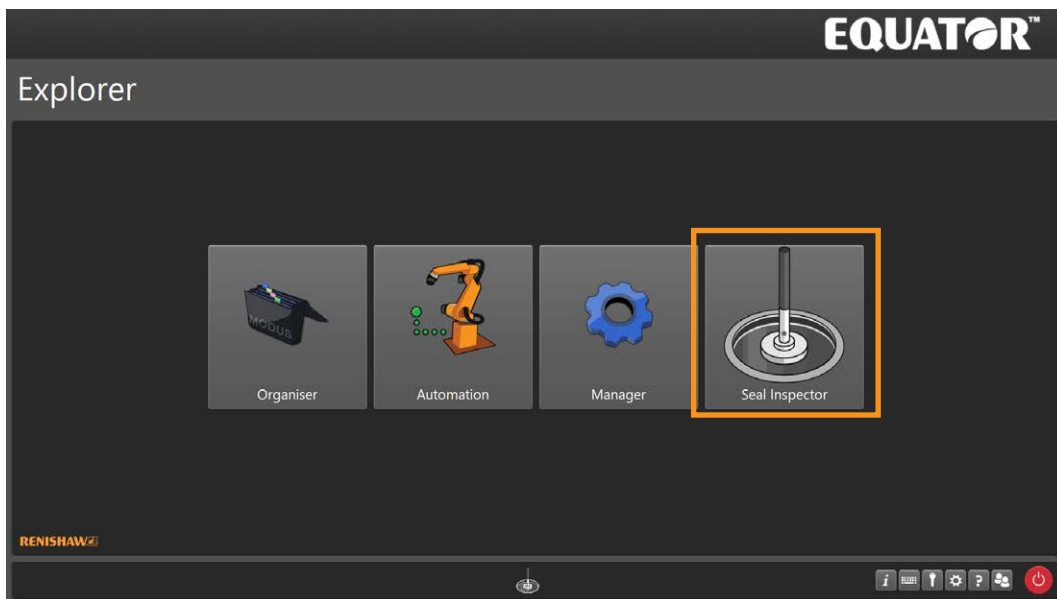 EQUATOR™
Explorer
MODUS
Organiser
Automation
Manager
Seal Inspector
RENISHAW
i
?